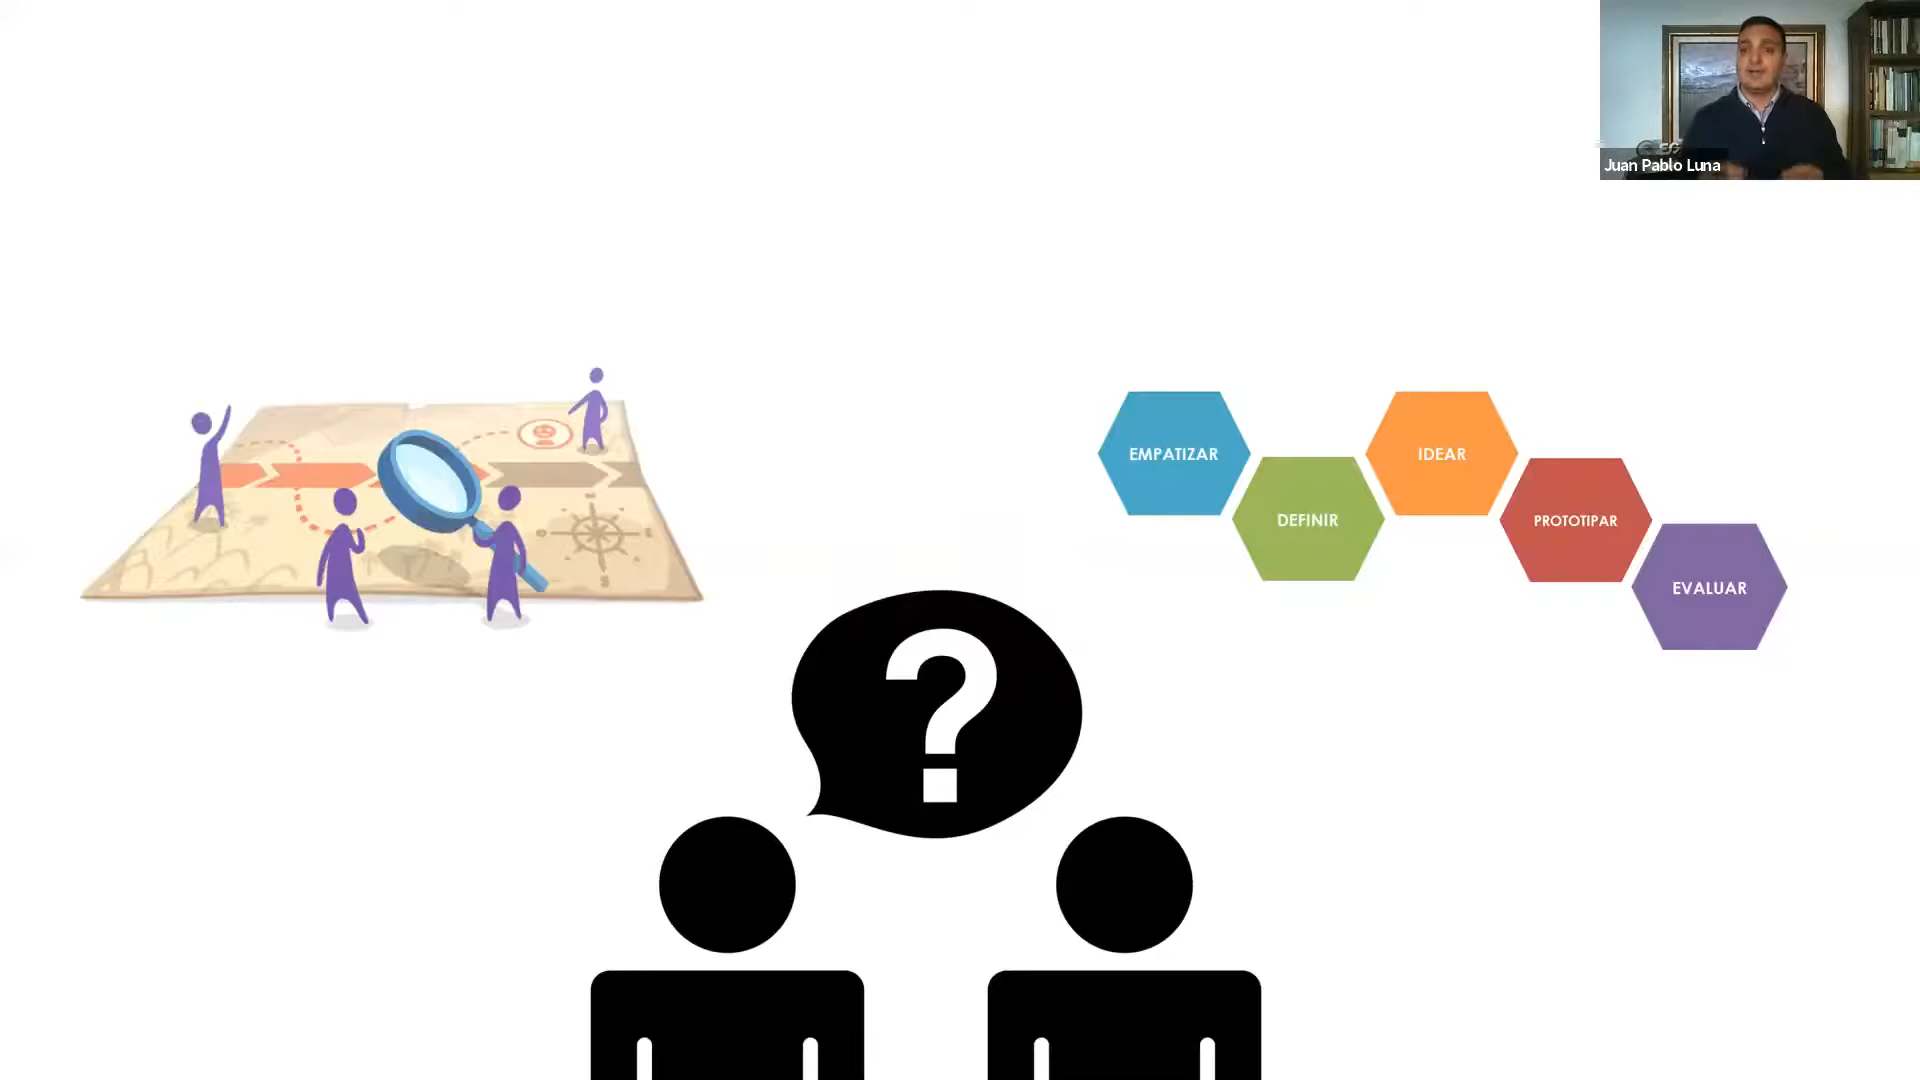 Juan Pablo Luna
EMPATIZAR
IDEAR
DEFINIR
PROTOTIPAR
EVALUAR
?